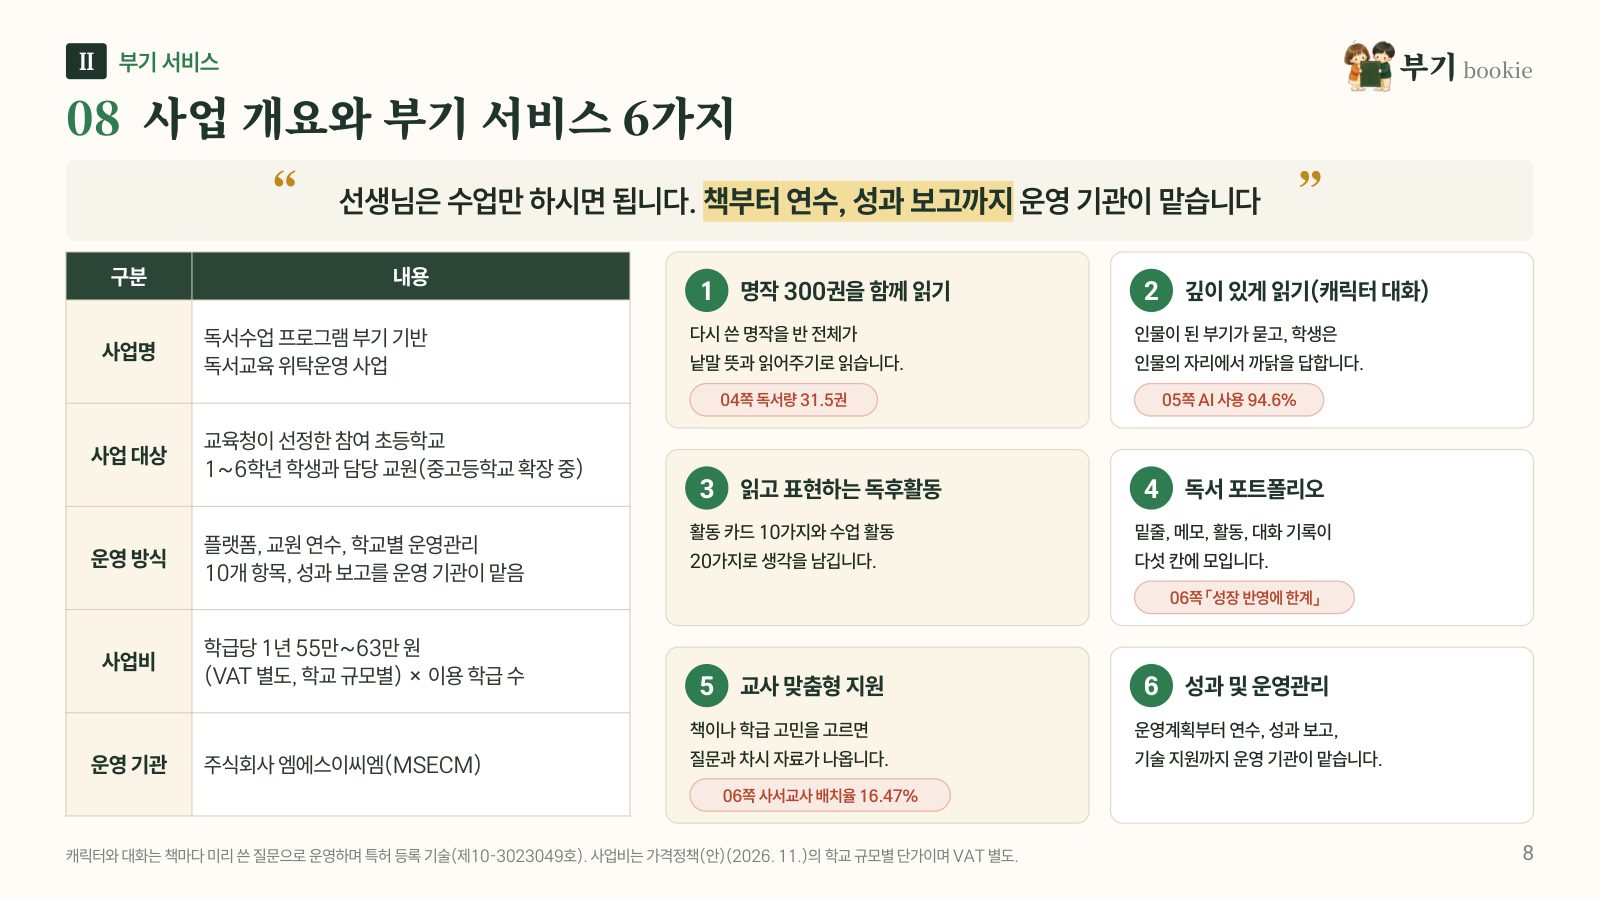 II 부기 서비스
부기 bookie
08 사업 개요와 부기 서비스 6가지
“ 선생님은 수업만 하시면 됩니다. 책부터 연수, 성과 보고까지 운영 기관이 맡습니다 ”
구분 내용
사업명
독서수업 프로그램 부기 기반
독서교육 위탁운영 사업
사업 대상
교육청이 선정한 참여 초등학교
1~6학년 학생과 담당 교원(중고등학교 확장 중)
운영 방식
플랫폼, 교원 연수, 학교별 운영관리
10개 항목, 성과 보고를 운영 기관이 맡음
사업비
학급당 1년 55만~63만 원
(VAT 별도, 학교 규모별) × 이용 학급 수
운영 기관
주식회사 엠에스이씨엠(MSECM)
1 명작 300권을 함께 읽기
다시 쓴 명작을 반 전체가
낱말 뜻과 읽어주기로 읽습니다.
04쪽 독서량 31.5권
2 깊이 있게 읽기(캐릭터 대화)
인물이 된 부기가 묻고, 학생은
인물의 자리에서 까닭을 답합니다.
05쪽 AI 사용 94.6%
3 읽고 표현하는 독후활동
활동 카드 10가지와 수업 활동
20가지로 생각을 남깁니다.
4 독서 포트폴리오
밑줄, 메모, 활동, 대화 기록이
다섯 칸에 모입니다.
06쪽 「성장 반영에 한계」
5 교사 맞춤형 지원
책이나 학급 고민을 고르면
질문과 차시 자료가 나옵니다.
06쪽 사서교사 배치율 16.47%
6 성과 및 운영관리
운영계획부터 연수, 성과 보고,
기술 지원까지 운영 기관이 맡습니다.
캐릭터와 대화는 책마다 미리 쓴 질문으로 운영하며 특허 등록 기술(제10-3023049호). 사업비는 가격정책(안)(2026. 11.)의 학교 규모별 단가이며 VAT 별도.
8